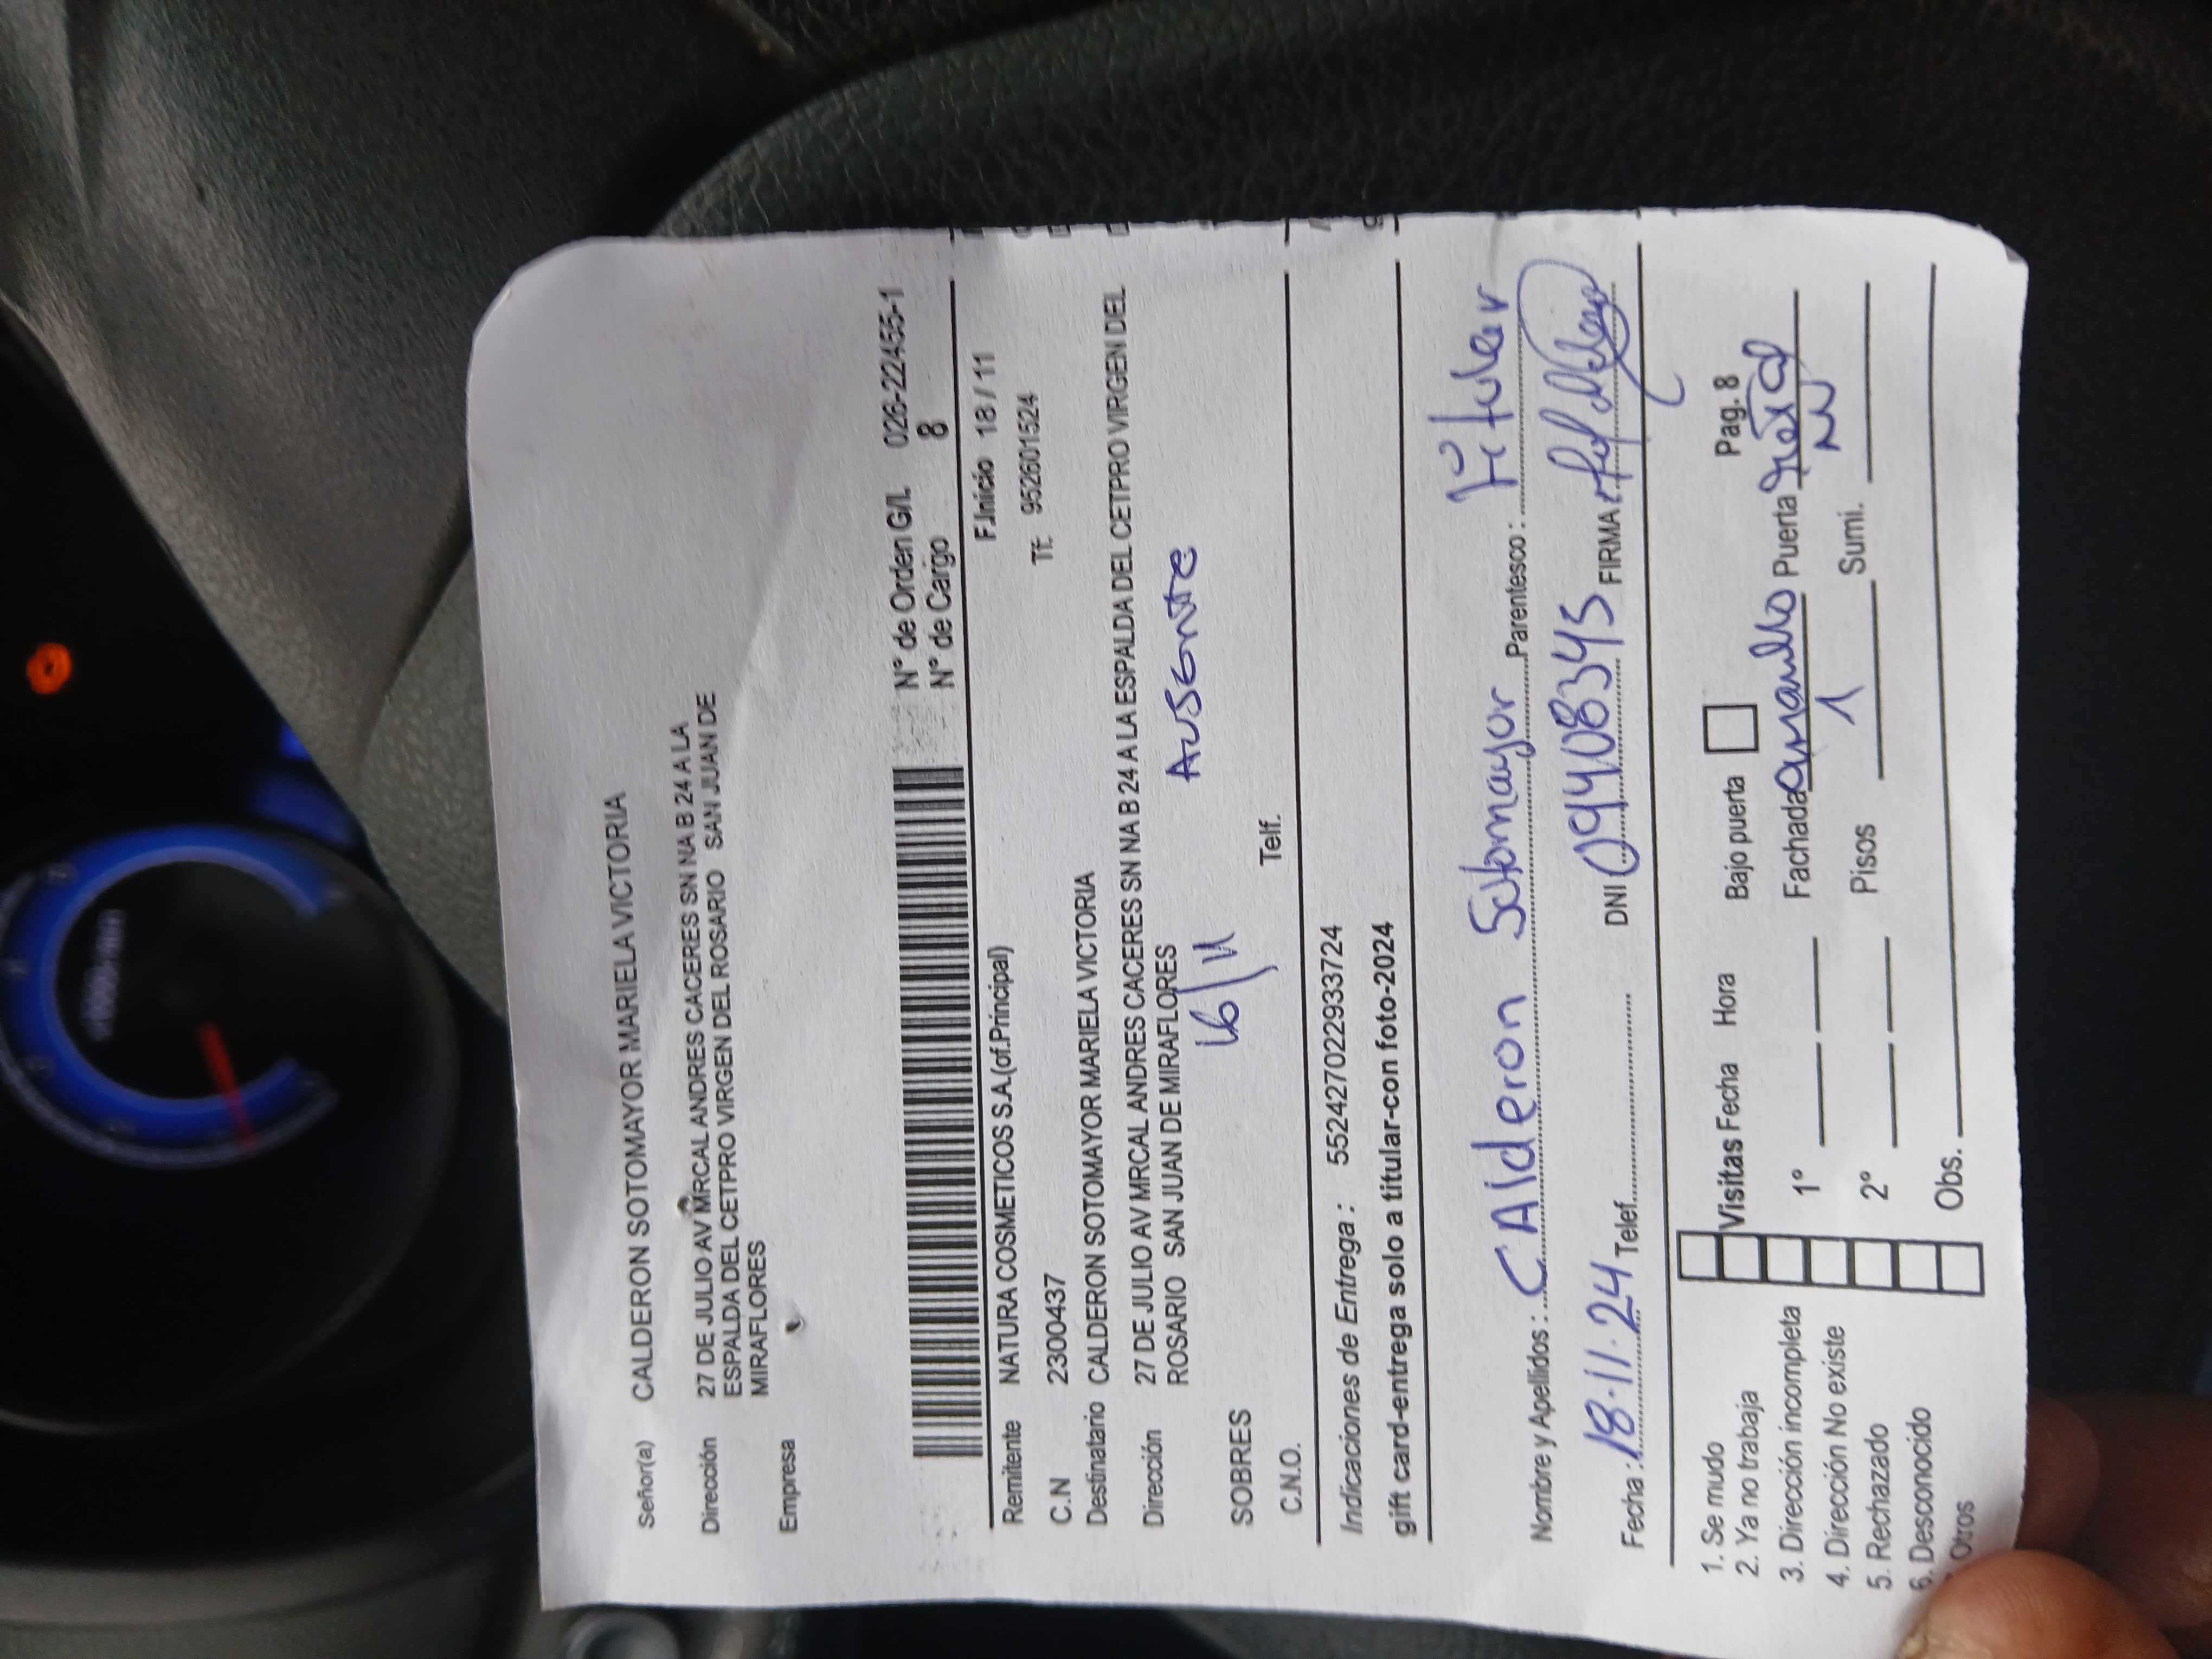 Señor(a) CALDERON SOTOMAYOR MARIELA VICTORIA
Dirección 27 DE JULIO AV MRCAL ANDRES CACERES SN NA B 24 A LA
ESPALDA DEL CETPRO VIRGEN DEL ROSARIO SAN JUAN DE
MIRAFLORES
Empresa
N° de Orden G/I. 026-22455-1
N° de Cargo 8
Remitente NATURA COSMETICOS S.A.(of.Principal) F.Inicio 18 / 11
C.N 2300437 Tf: 952601524
Destinatario CALDERON SOTOMAYOR MARIELA VICTORIA
Dirección 27 DE JULIO AV MRCAL ANDRES CACERES SN NA B 24 A LA ESPALDA DEL CETPRO VIRGEN DEL
ROSARIO SAN JUAN DE MIRAFLORES
16/11 AUSENTE
SOBRES
C.N.O. Telf.
Indicaciones de Entrega : 5524270229337​24
gift card-entrega solo a titular-con foto-2024
Nombre y Apellidos : CAlderon Sotomayor Parentesco : Titular
Fecha : 18-11-24 Telef. DNI 09408345 FIRMA
1. Se mudo
2. Ya no trabaja
3. Dirección incompleta
4. Dirección No existe
5. Rechazado
6. Desconocido
Otros
Visitas Fecha Hora Bajo puerta Pag. 8
1º Fachada amarillo Puerta
2º Pisos 1 Sumi.
Obs.